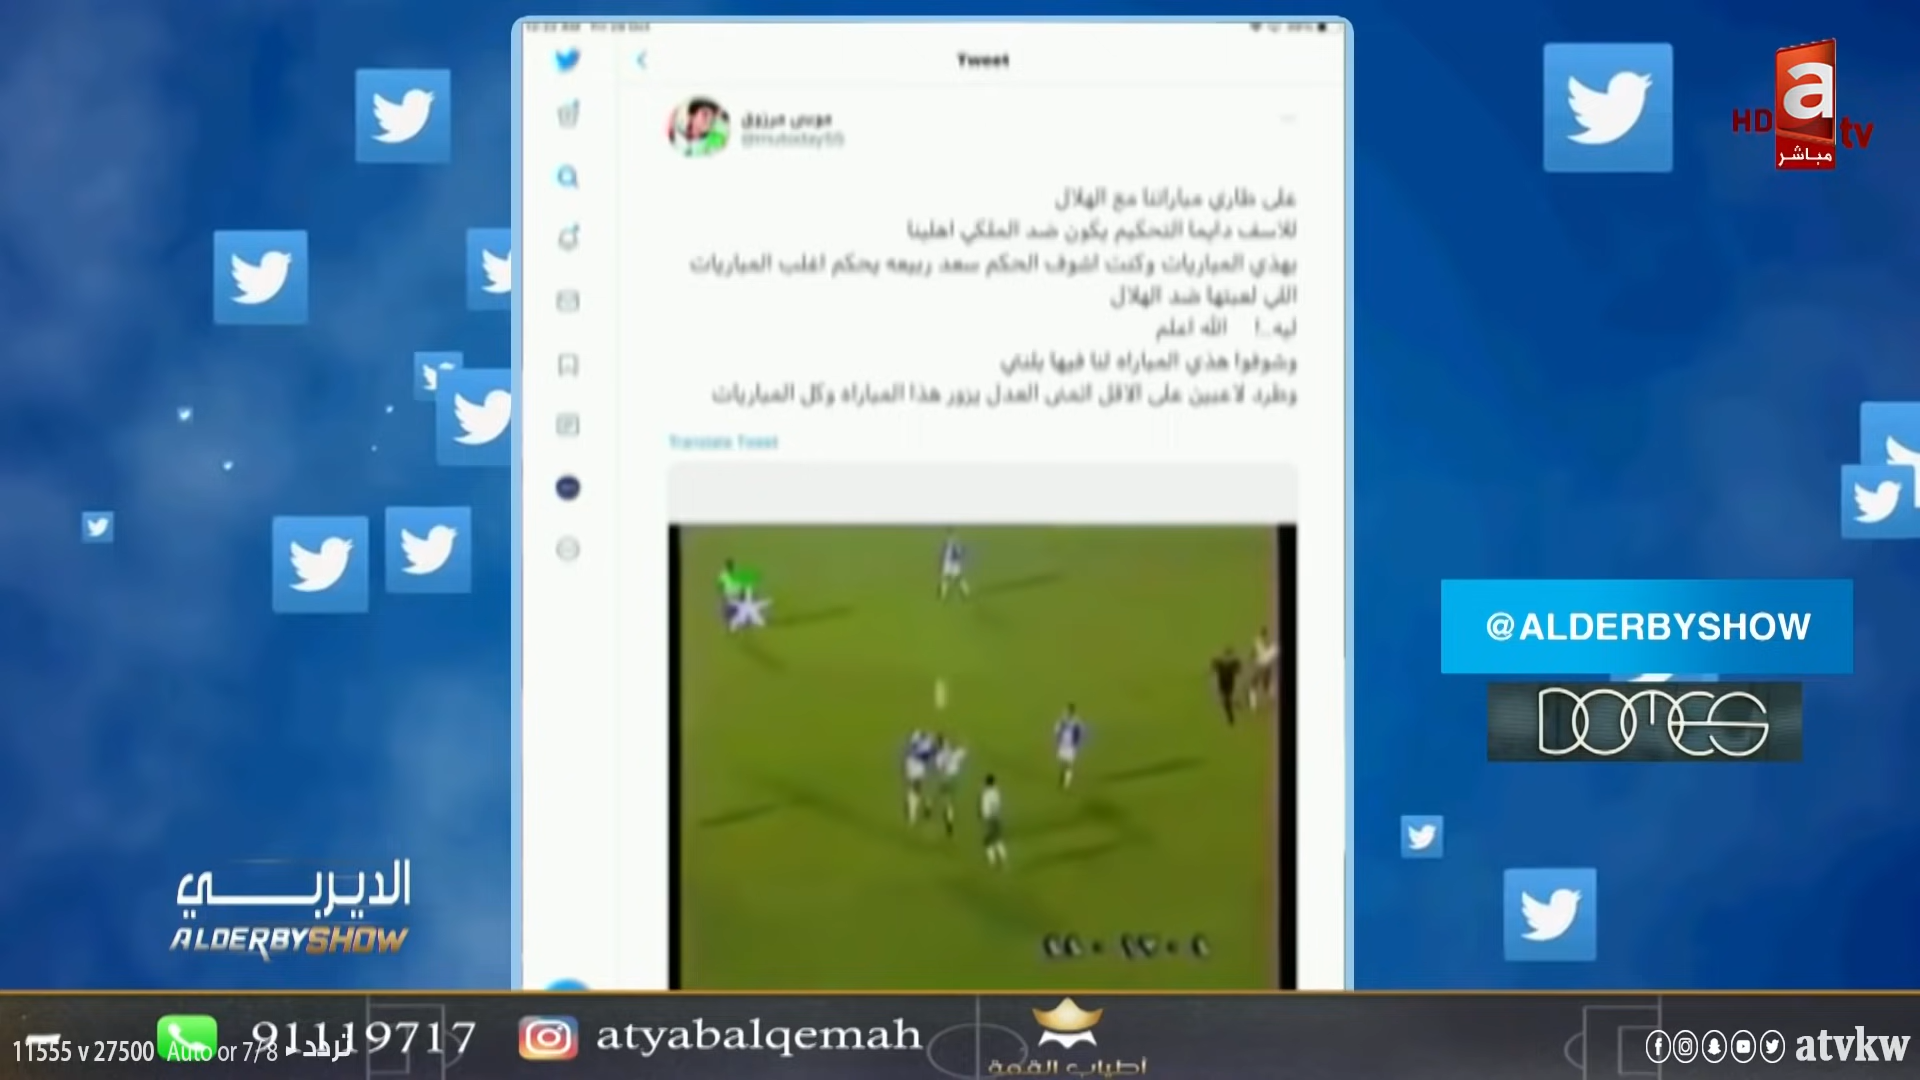 Tweet
موسى مرزوق
@mutoday55
على طاري مباراتنا مع الهلال
للاسف دايما التحكيم يكون ضد الملكي اهلينا
بهذي المباريات وكنت اشوف الحكم سعد ربيعه يحكم اغلب المباريات
اللي لعبتها ضد الهلال
ليه..! الله اعلم
وشوفوا هذي المباراه لنا فيها بلنتي
وطرد لاعبين على الاقل اتمنى العدل يزور هذا المباراه وكل المباريات
Translate Tweet
HD a tv
مباشر
@ALDERBYSHOW
DOMES
الديربي
ALDERBYSHOW
91119717
atyabalqemah
أطياب القمة
11555 v 27500 Auto or 7/8 ◂ تردد
atvkw